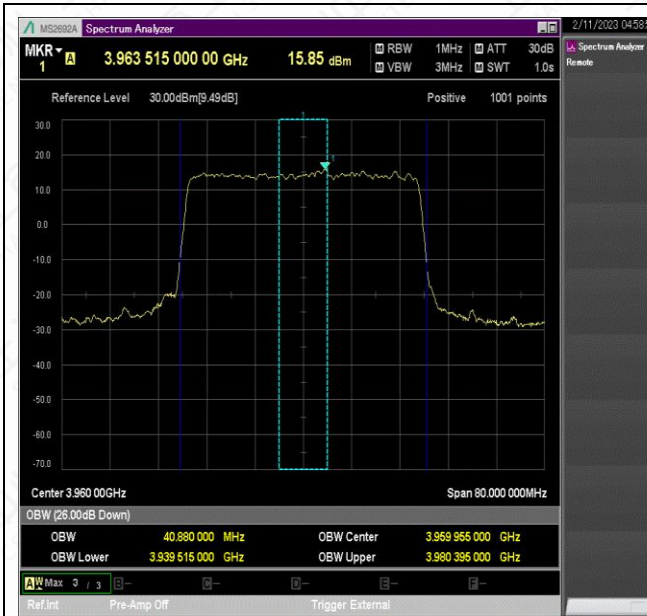 MS2692A Spectrum Analyzer
2/11/2023 04:58:
MKR 1 A 3.963 515 000 00 GHz 15.85 dBm RBW 1MHz ATT 30dB
VBW 3MHz SWT 1.0s
Spectrum Analyzer
Remote
Reference Level 30.00dBm[9.49dB] Positive 1001 points
30.0
20.0
10.0
0.0
-10.0
-20.0
-30.0
-40.0
-50.0
-60.0
-70.0
1
Center 3.960 00GHz Span 80.000 000MHz
OBW (26.00dB Down)
OBW 40.880 000 MHz OBW Center 3.959 955 000 GHz
OBW Lower 3.939 515 000 GHz OBW Upper 3.980 395 000 GHz
A W Max 3 / 3 B- C- D- E- F-
Ref.Int Pre-Amp Off Trigger External